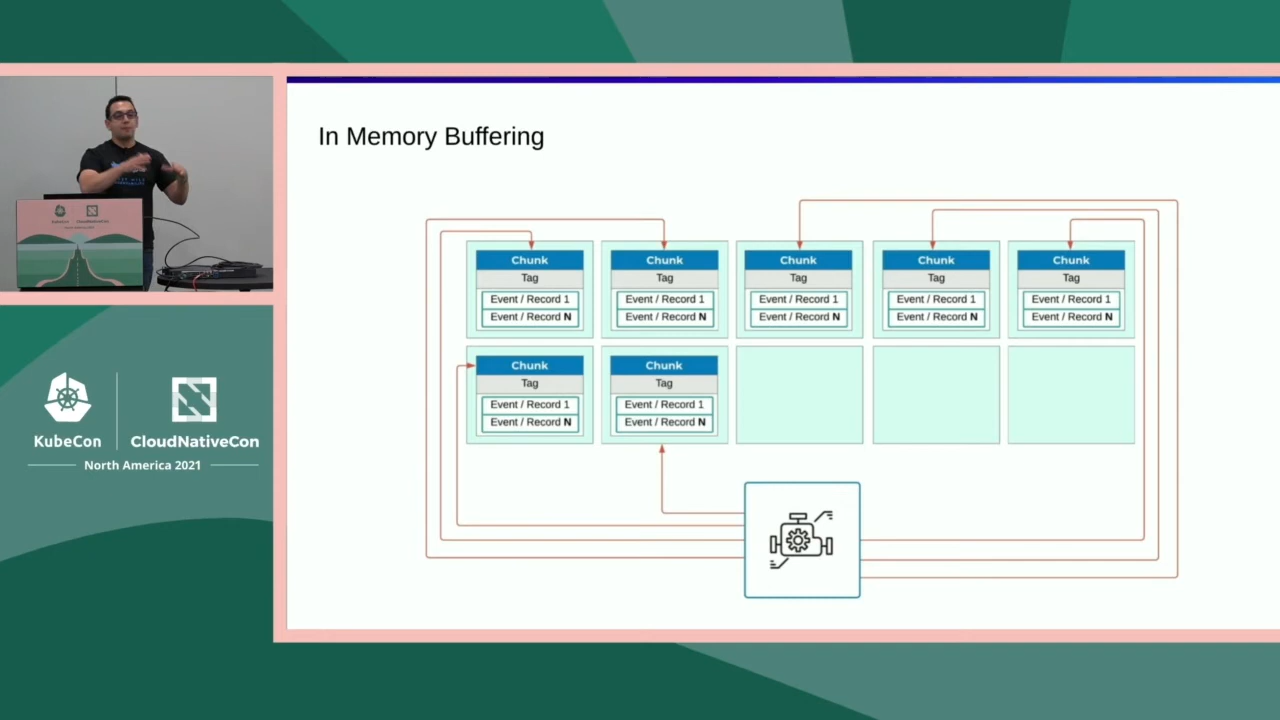 In Memory Buffering
Chunk
Tag
Event / Record 1
Event / Record N
Chunk
Tag
Event / Record 1
Event / Record N
Chunk
Tag
Event / Record 1
Event / Record N
Chunk
Tag
Event / Record 1
Event / Record N
Chunk
Tag
Event / Record 1
Event / Record N
Chunk
Tag
Event / Record 1
Event / Record N
Chunk
Tag
Event / Record 1
Event / Record N
KubeCon
CloudNativeCon
North America 2021